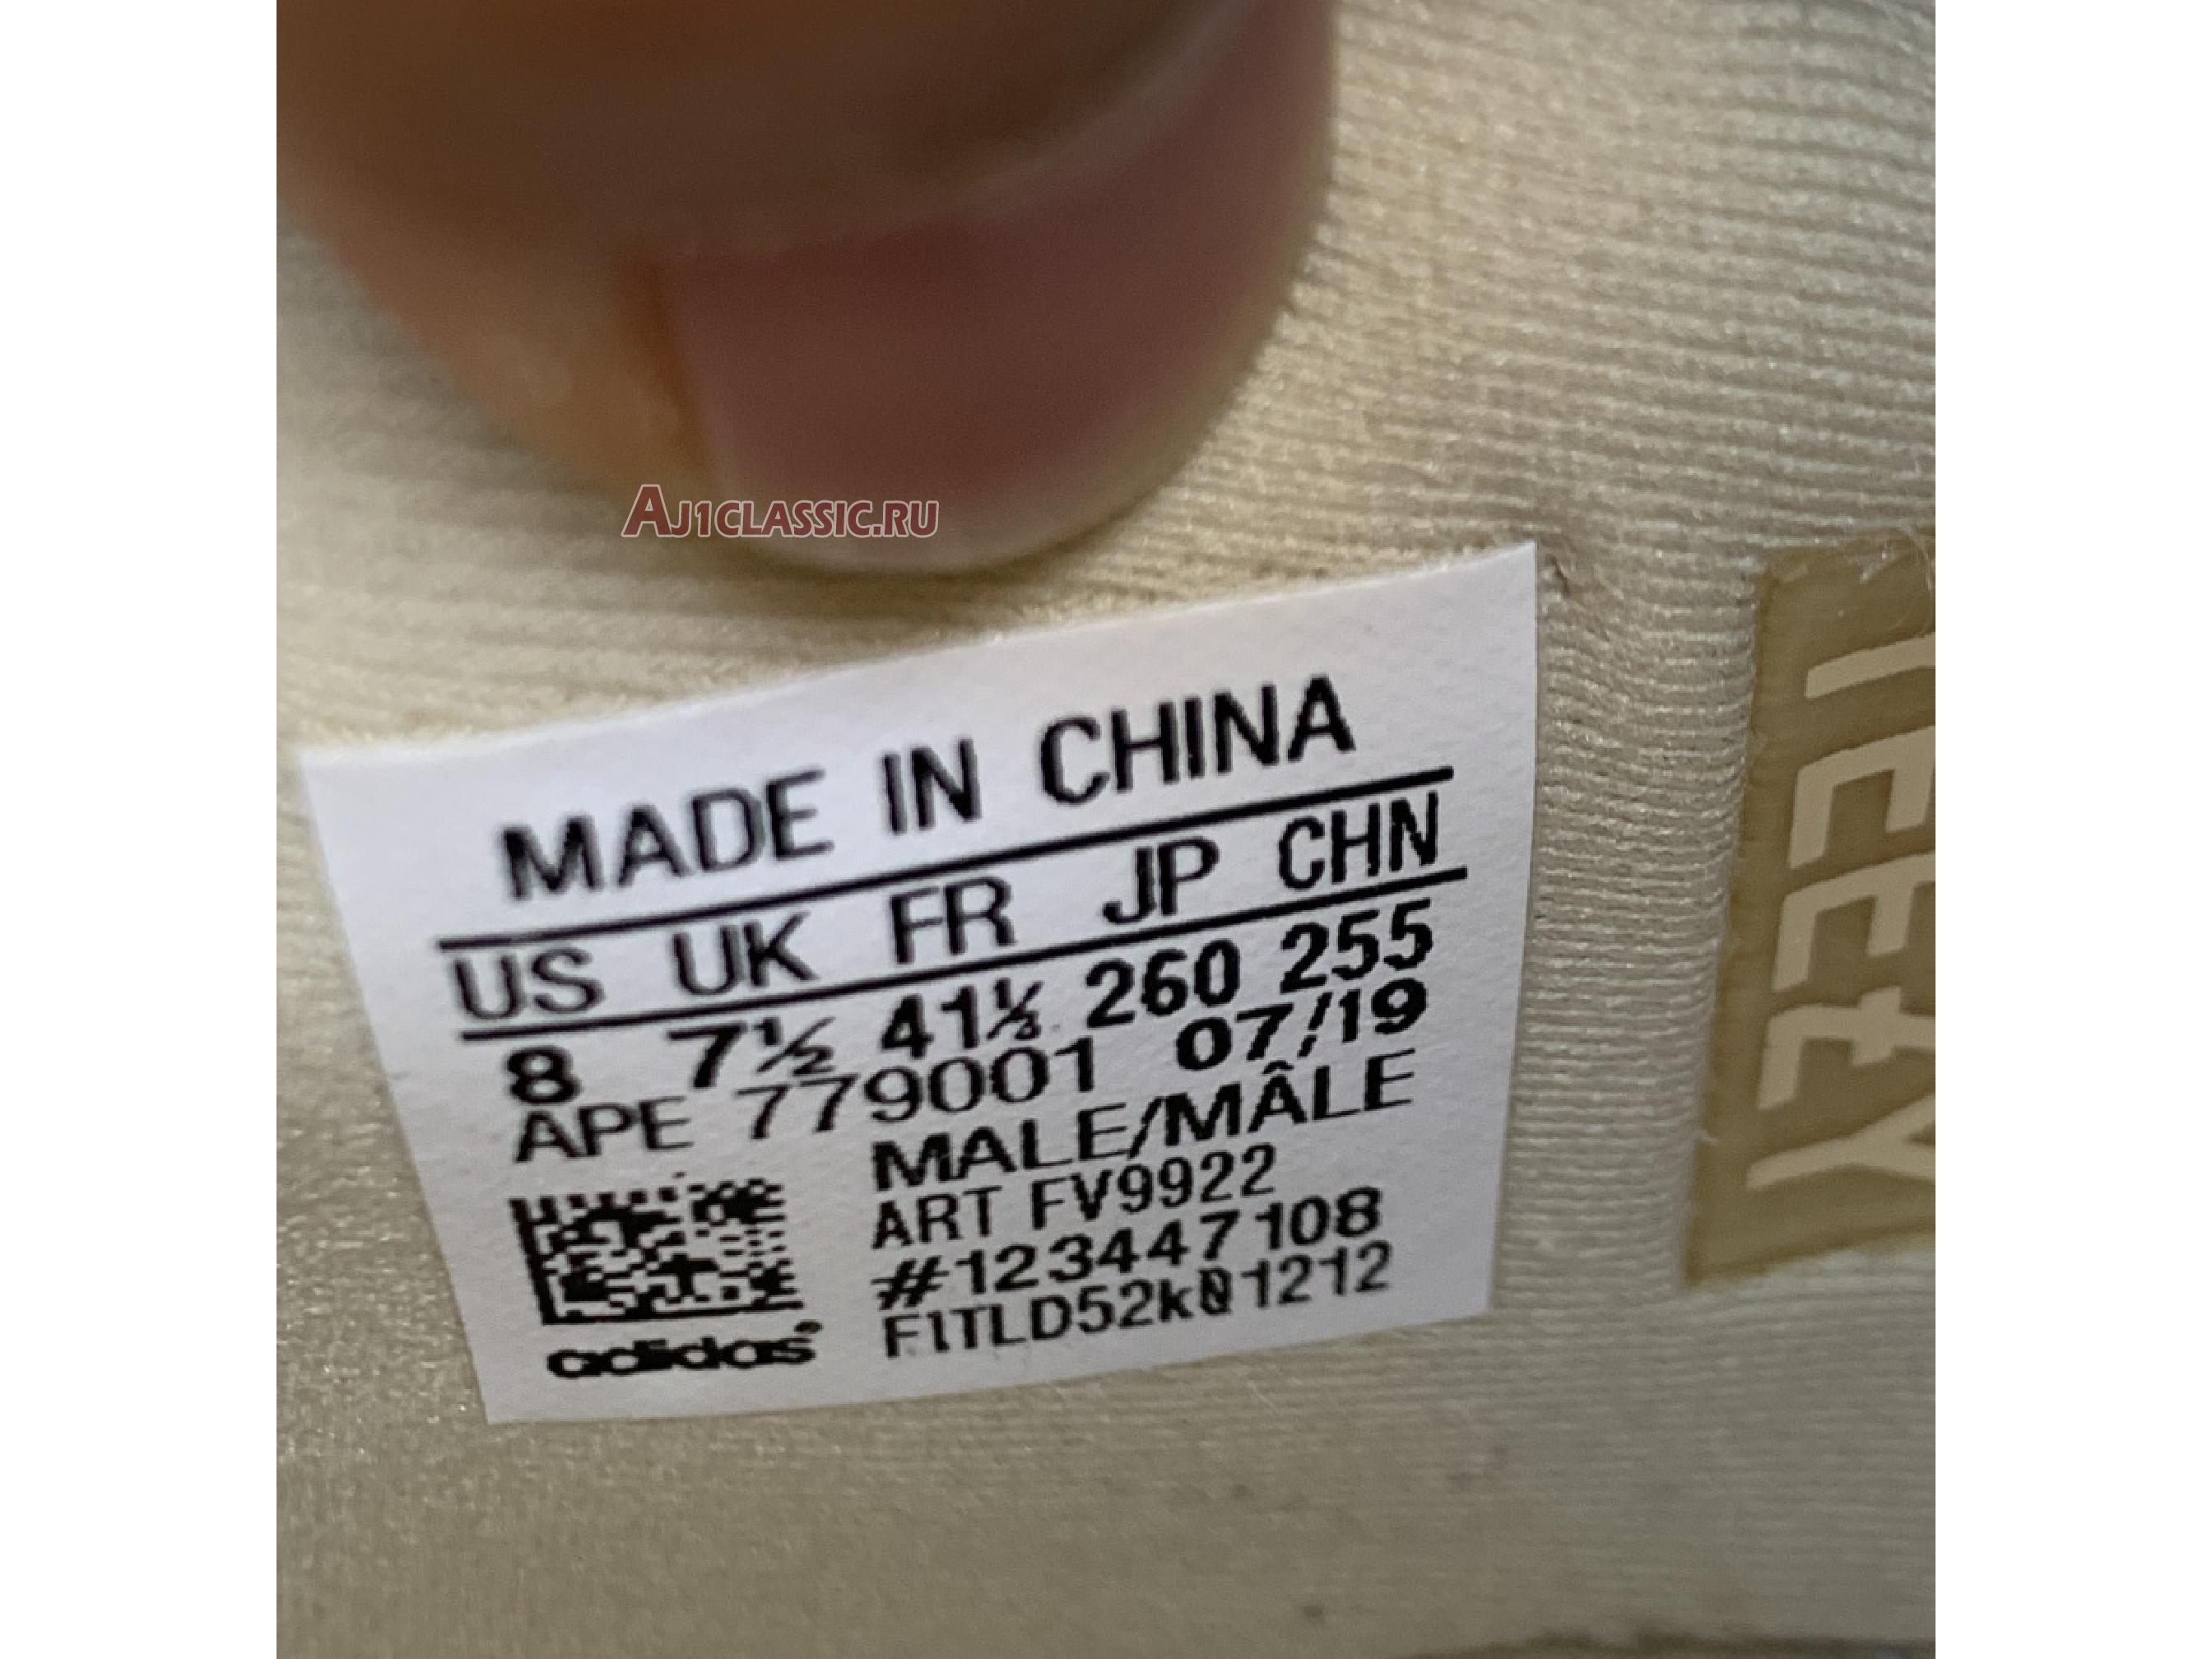 AJ1CLASSIC.RU
MADE IN CHINA
US UK FR JP CHN
8 7½ 41⅓ 260 255
APE 779001 07/19
MALE/MÂLE
ART FV9922
#123447108
F1TLD52k01212
adidas
YEEZY